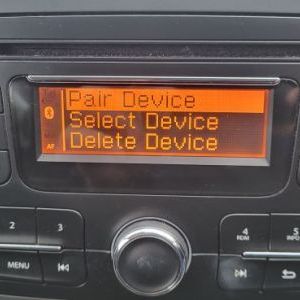 Pair Device
Select Device
Delete Device
AF
2
3
4
RDM
5
INFO
MENU